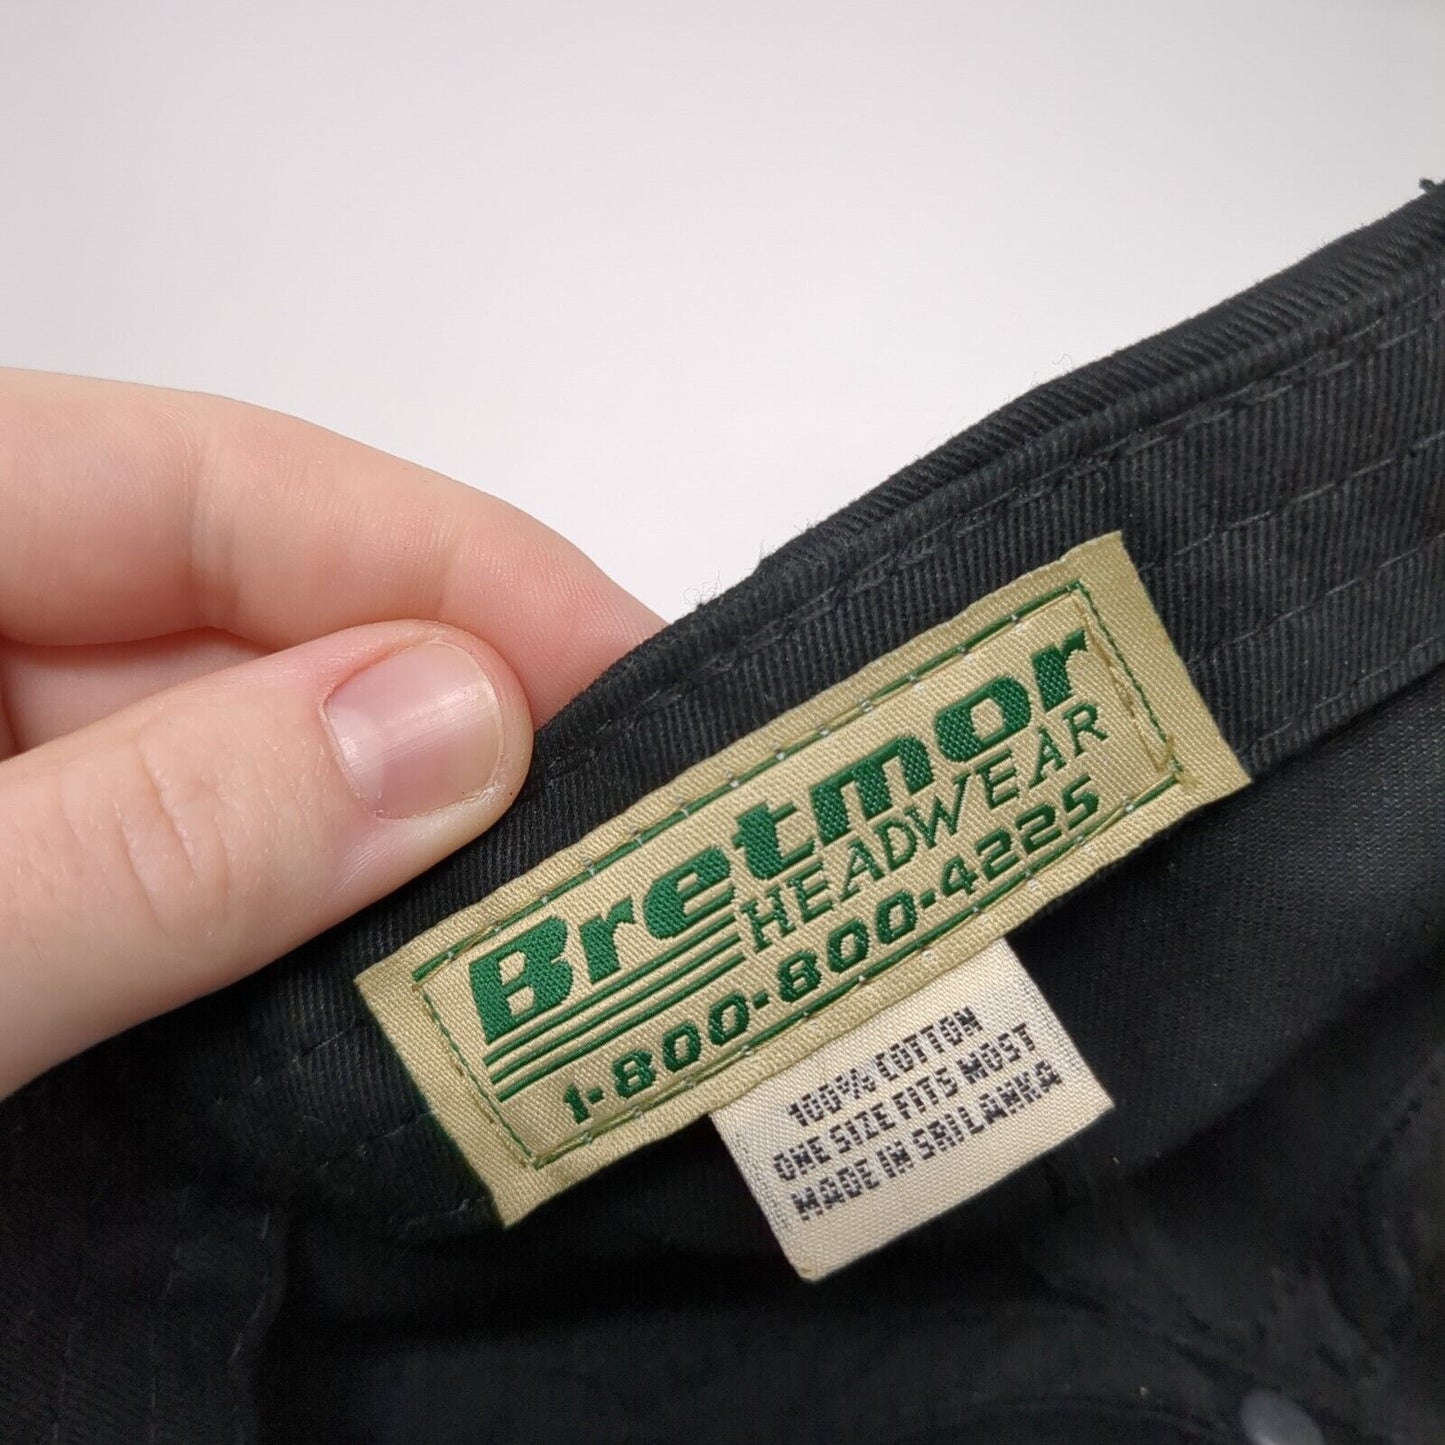 Bretmor
HEADWEAR
1-800-800-4225
100% COTTON
ONE SIZE FITS MOST
MADE IN SRI LANKA